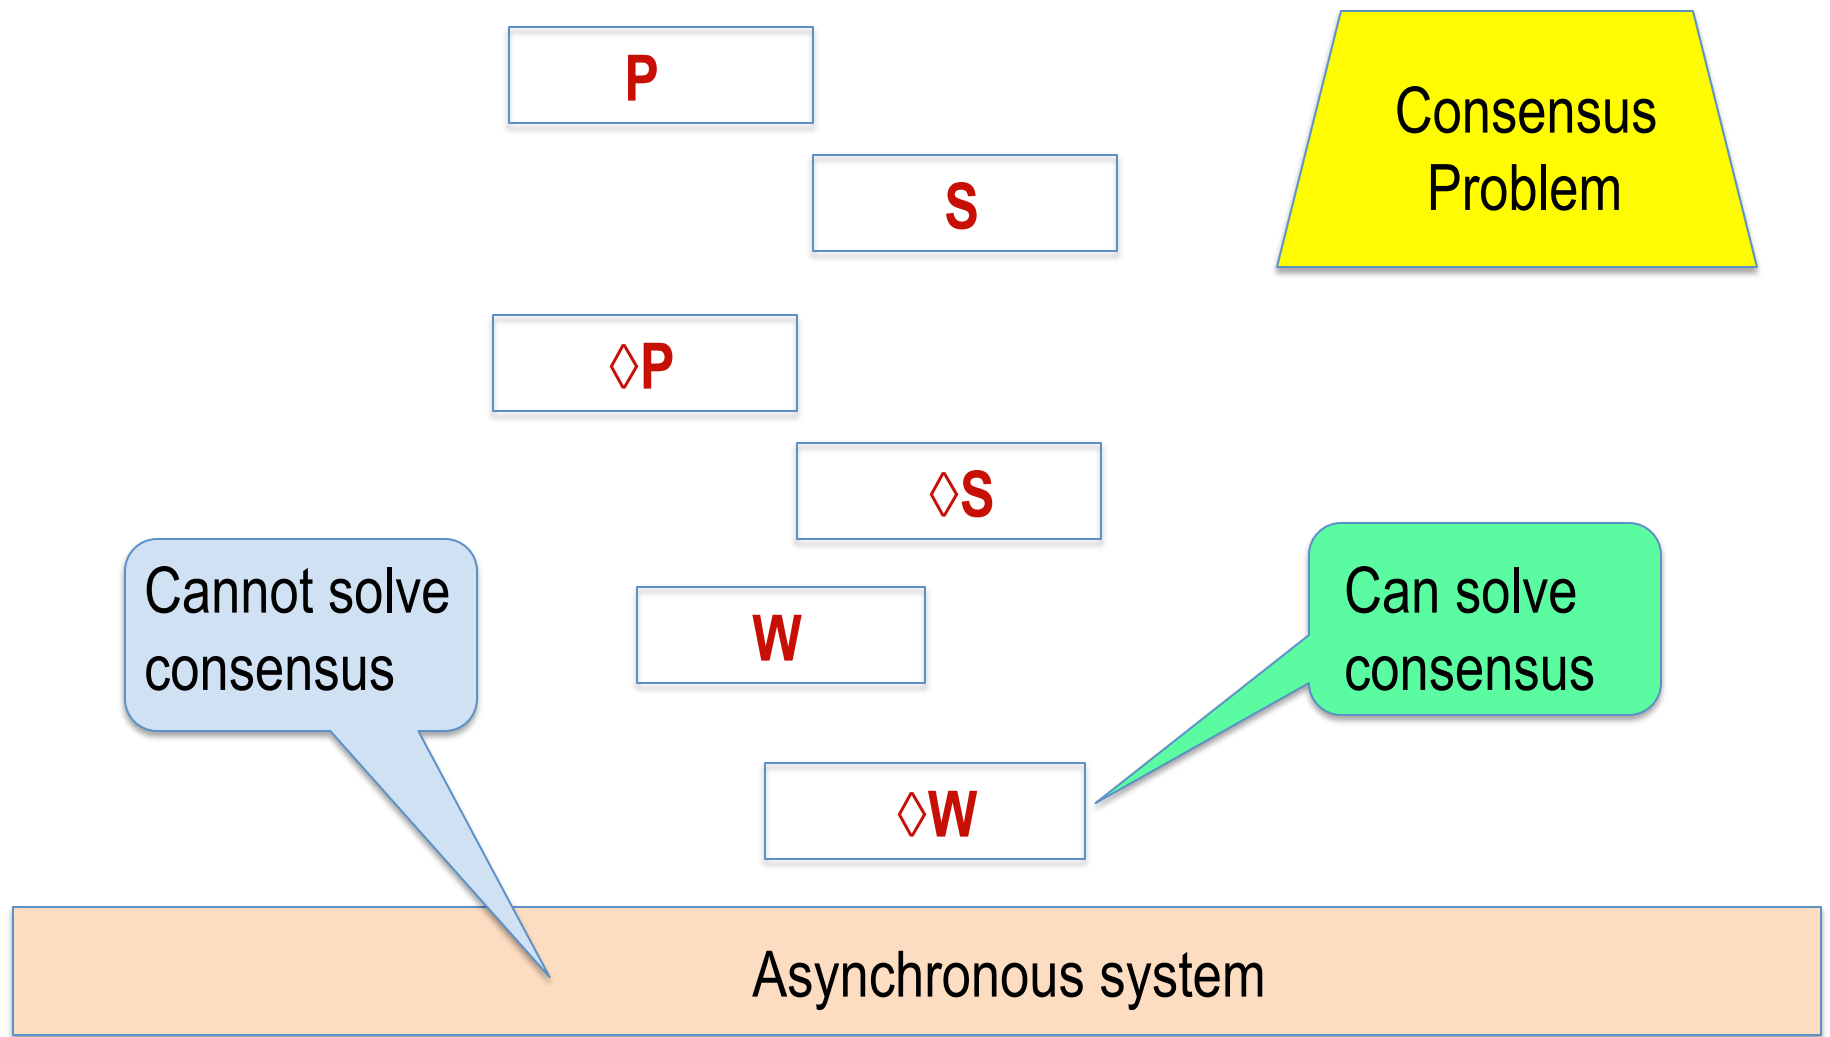 P
Consensus
Problem
S
◊P
◊S
Cannot solve
consensus
W
Can solve
consensus
◊W
Asynchronous system